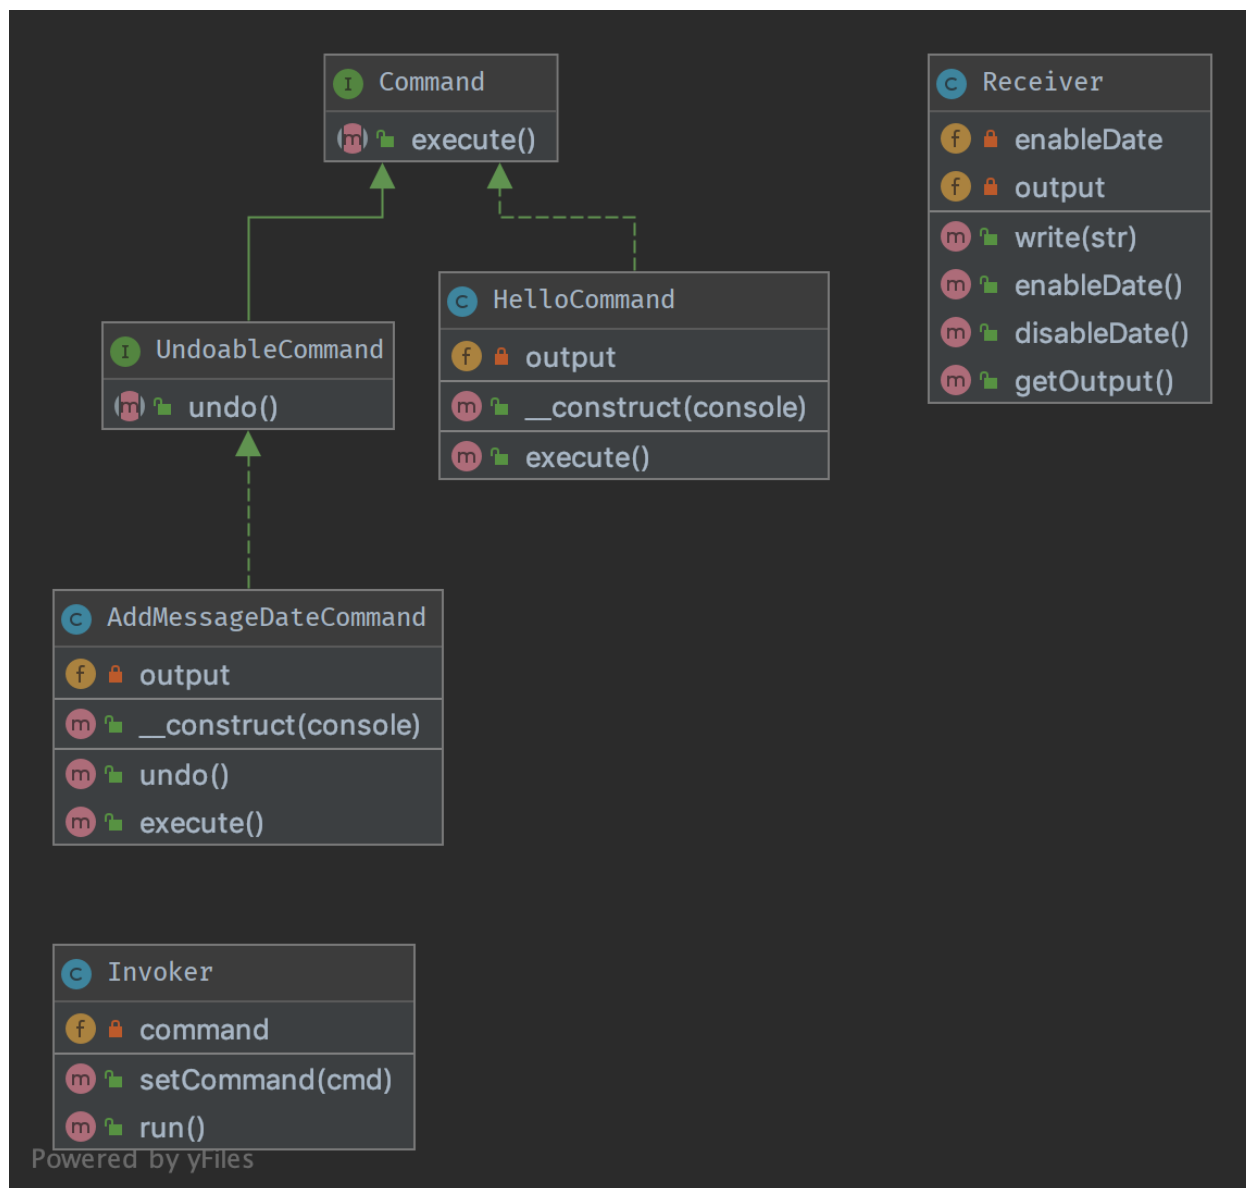 Command
execute()
Receiver
enableDate
output
write(str)
enableDate()
disableDate()
getOutput()
HelloCommand
output
__construct(console)
execute()
UndoableCommand
undo()
AddMessageDateCommand
output
__construct(console)
undo()
execute()
Invoker
command
setCommand(cmd)
run()
Powered by yFiles